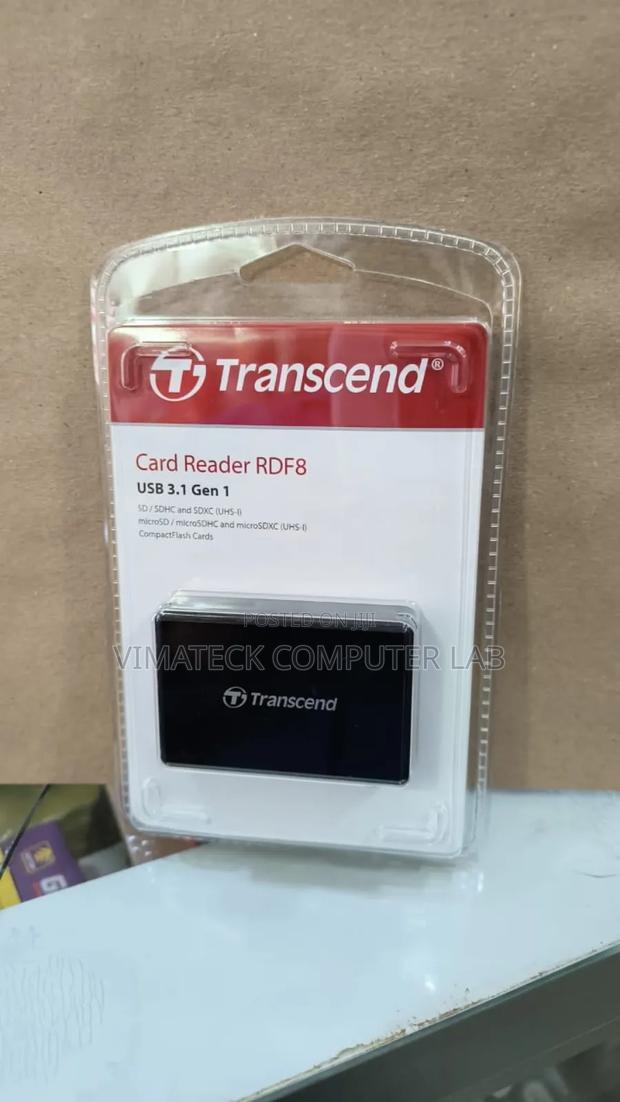 Transcend®
Card Reader RDF8
USB 3.1 Gen 1
SD / SDHC and SDXC (UHS-I)
microSD / microSDHC and microSDXC (UHS-I)
CompactFlash Cards
POSTED ON JIJI
VIMATECK COMPUTER LAB
Transcend